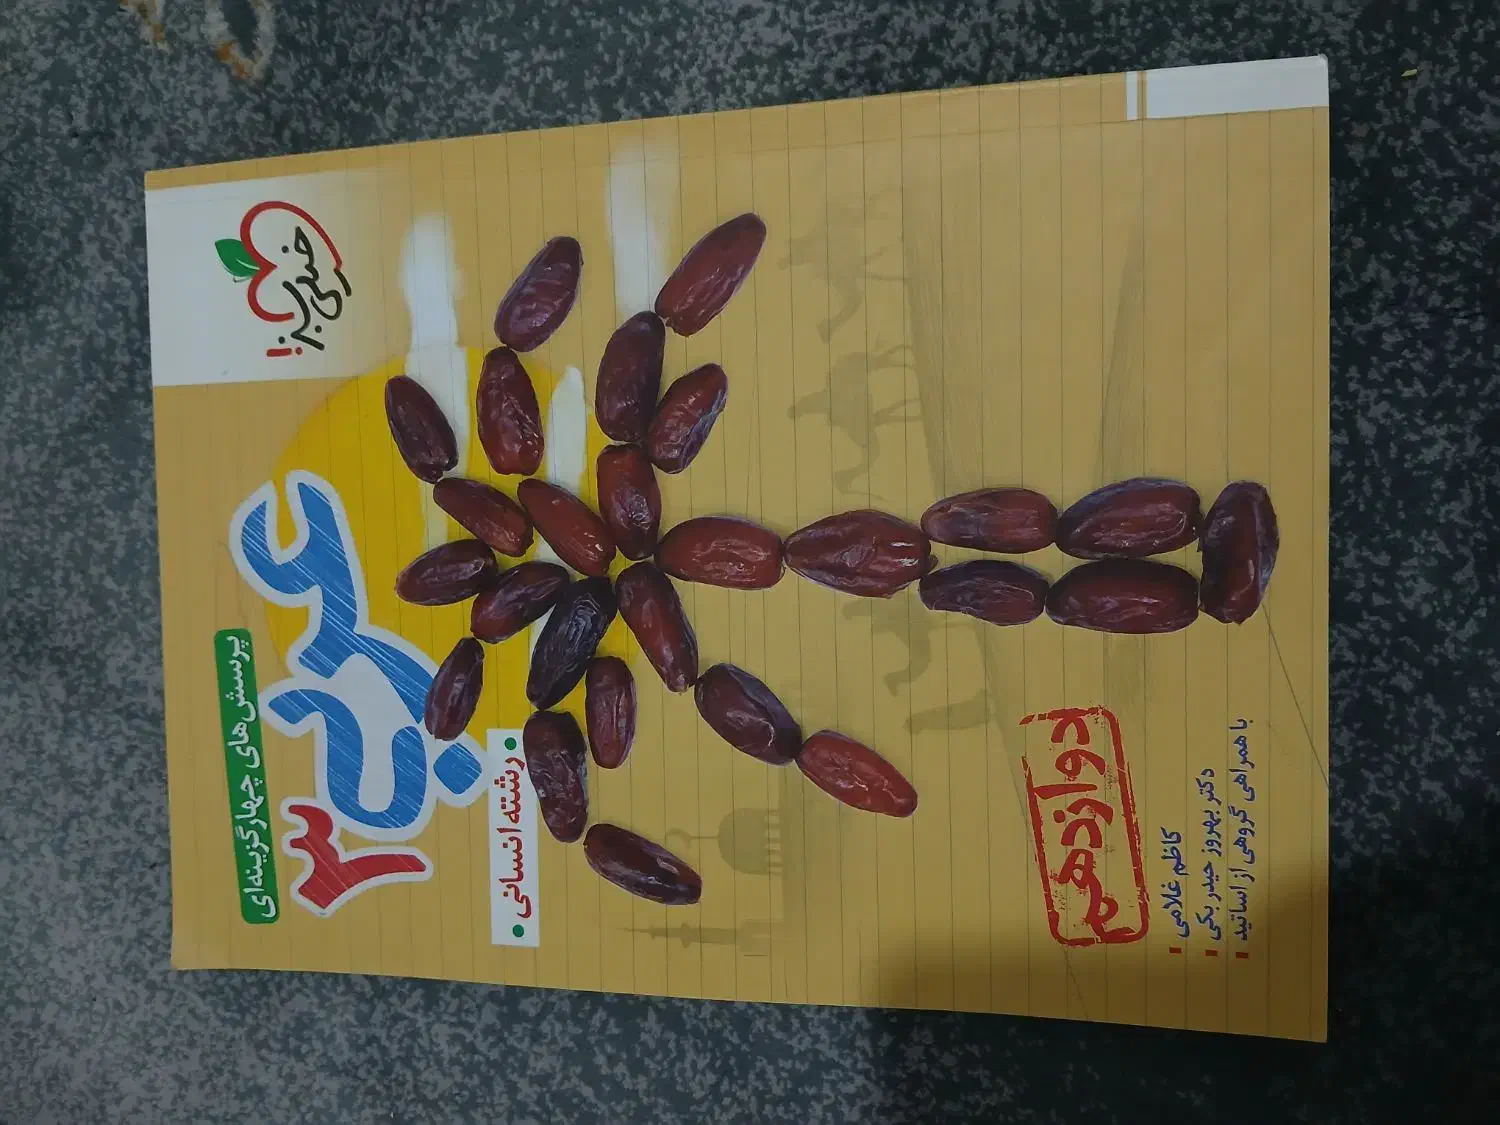 خیلی سبز!
پرسش‌های چهارگزینه‌ای
عربی ۳
• رشته انسانی •
دوازدهم
کاظم غلامی
دکتر بهروز حیدربکی
با همراهی گروهی از اساتید